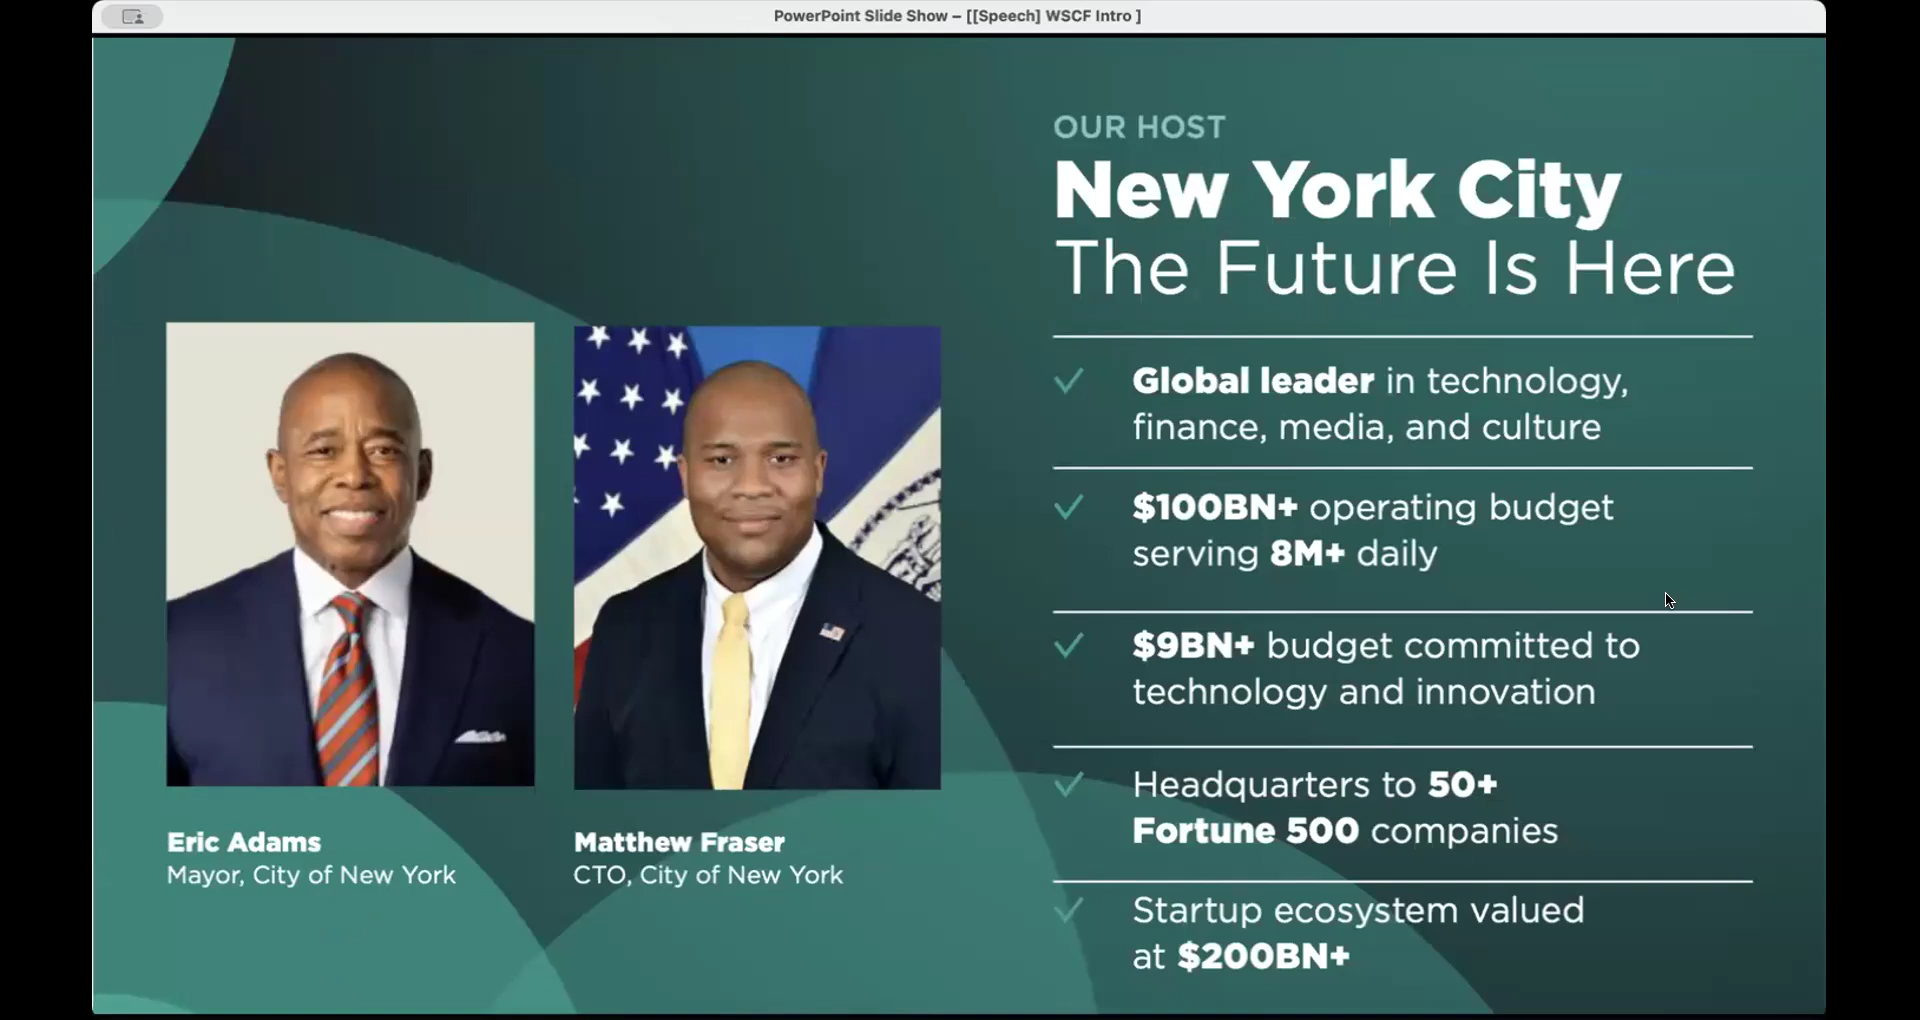 PowerPoint Slide Show – [[Speech] WSCF Intro ]
OUR HOST
New York City
The Future Is Here
Global leader in technology,
finance, media, and culture
$100BN+ operating budget
serving 8M+ daily
$9BN+ budget committed to
technology and innovation
Headquarters to 50+
Fortune 500 companies
Startup ecosystem valued
at $200BN+
Eric Adams
Mayor, City of New York
Matthew Fraser
CTO, City of New York